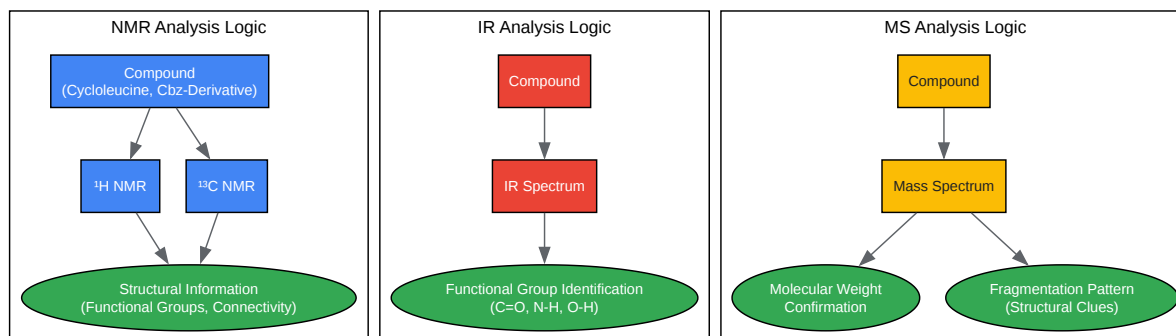 NMR Analysis Logic
Compound
(Cycloleucine, Cbz-Derivative)
¹H NMR
¹³C NMR
Structural Information
(Functional Groups, Connectivity)
IR Analysis Logic
Compound
IR Spectrum
Functional Group Identification
(C=O, N-H, O-H)
MS Analysis Logic
Compound
Mass Spectrum
Molecular Weight
Confirmation
Fragmentation Pattern
(Structural Clues)